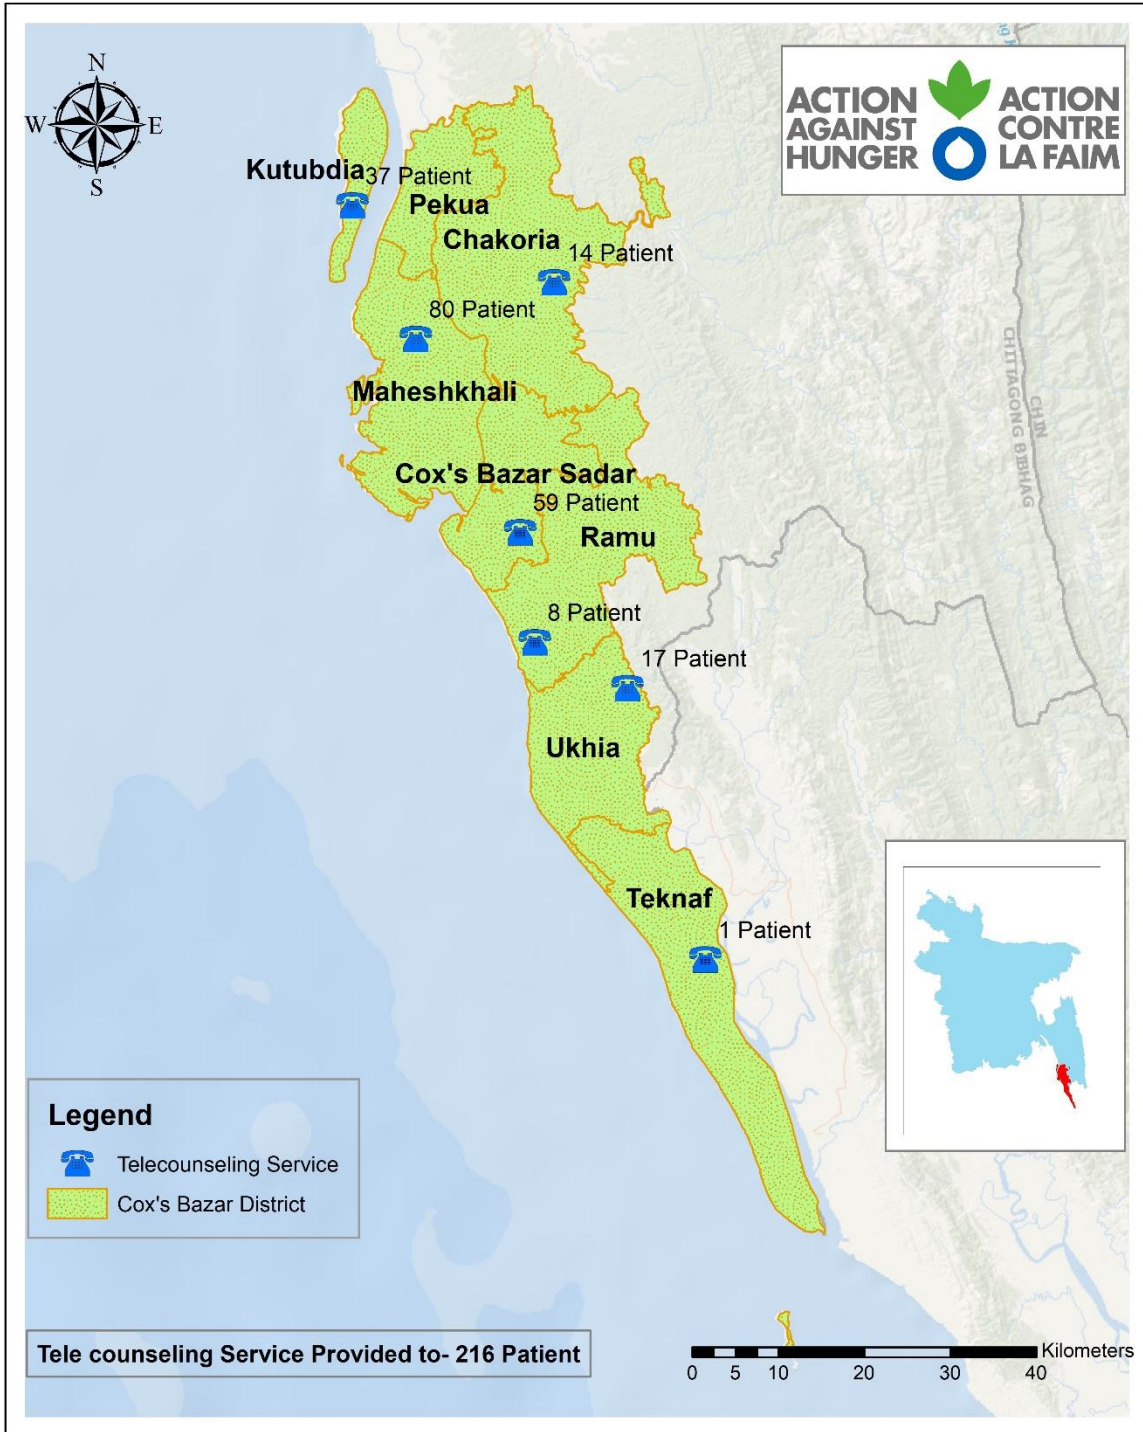 N
W
E
S
ACTION
AGAINST
HUNGER
ACTION
CONTRE
LA FAIM
Kutubdia
37 Patient
Pekua
Chakoria
14 Patient
80 Patient
Maheshkhali
Cox's Bazar Sadar
59 Patient
Ramu
8 Patient
17 Patient
Ukhia
Teknaf
1 Patient
CHIN
CHITTAGONG BIBHAG
Legend
Telecounseling Service
Cox's Bazar District
Tele counseling Service Provided to- 216 Patient
Kilometers
0 5 10 20 30 40